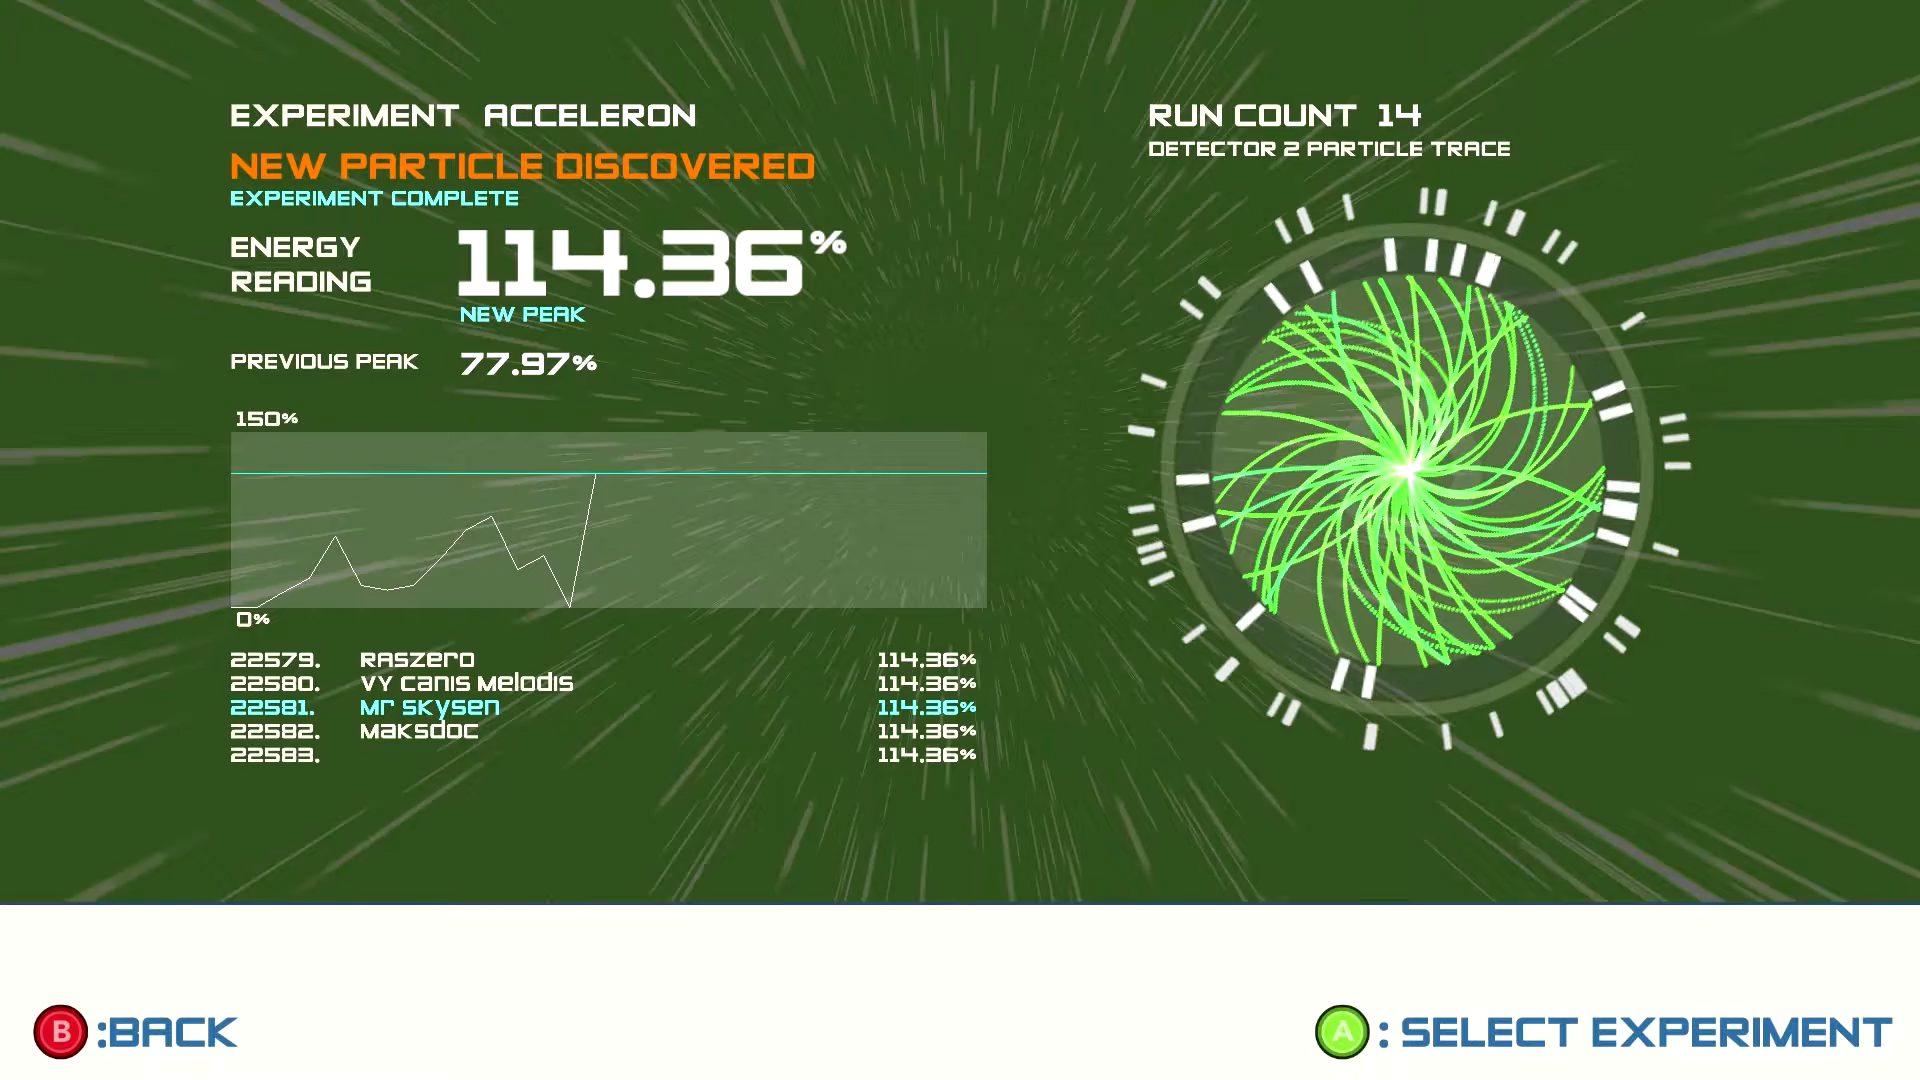 EXPERIMENT ACCELERON
NEW PARTICLE DISCOVERED
EXPERIMENT COMPLETE
ENERGY
READING
114.36%
NEW PEAK
PREVIOUS PEAK 77.97%
150%
0%
22579. Raszero 114.36%
22580. VY Canis Melodis 114.36%
22581. Mr Skysen 114.36%
22582. Maksdoc 114.36%
22583. 114.36%
RUN COUNT 14
DETECTOR 2 PARTICLE TRACE
B :BACK
A : SELECT EXPERIMENT